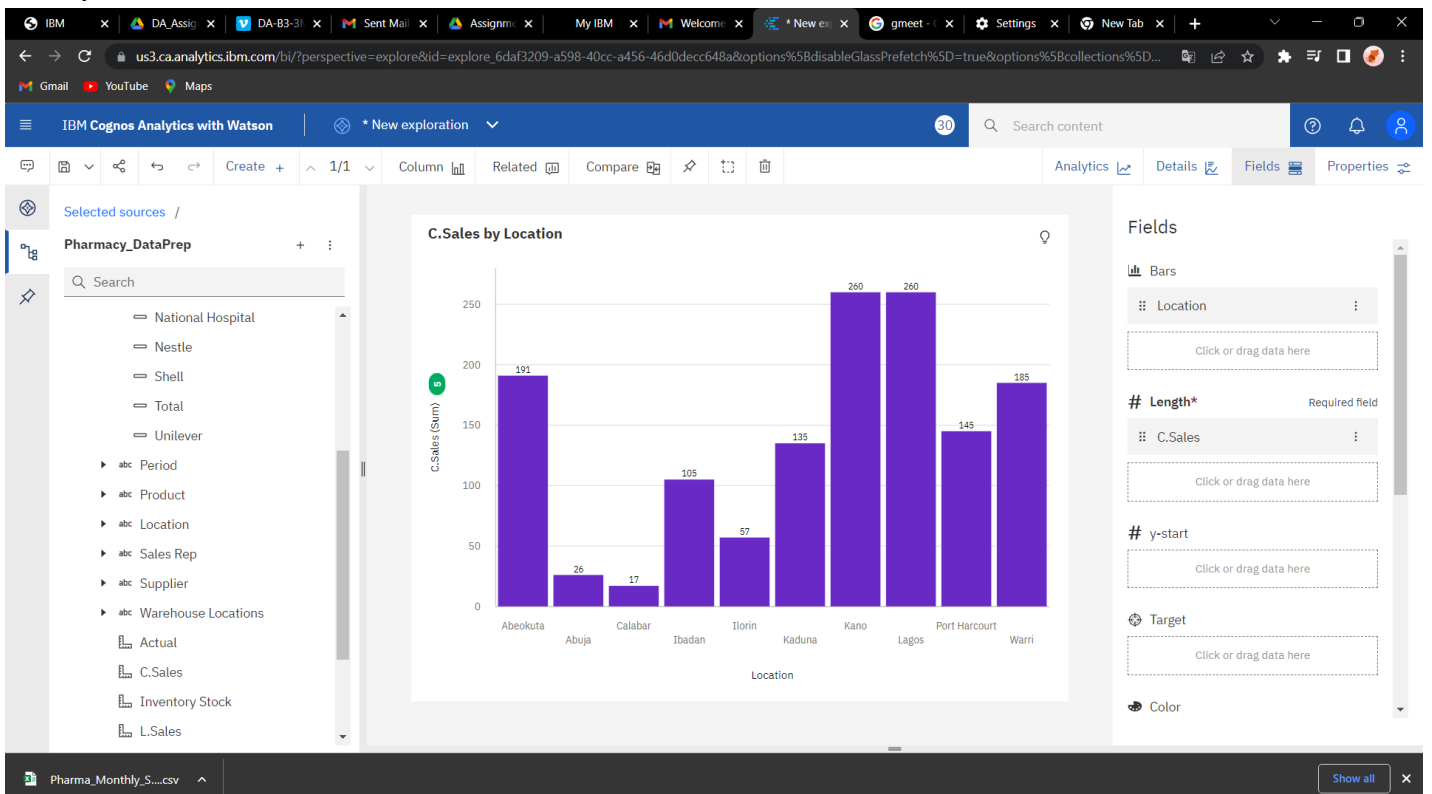 IBM
DA_Assig
DA-B3-3
Sent Mail
Assignme
My IBM
Welcome
* New ex
gmeet -
Settings
New Tab
us3.ca.analytics.ibm.com/bi/?perspective=explore&id=explore_6daf3209-a598-40cc-a456-46d0decc648a&options%5BdisableGlassPrefetch%5D=true&options%5Bcollections%5D...
Gmail
YouTube
Maps
IBM Cognos Analytics with Watson
* New exploration
30
Search content
Create +
1/1
Column
Related
Compare
Analytics
Details
Fields
Properties
Selected sources /
Pharmacy_DataPrep
Search
National Hospital
Nestle
Shell
Total
Unilever
abc Period
abc Product
abc Location
abc Sales Rep
abc Supplier
abc Warehouse Locations
Actual
C.Sales
Inventory Stock
L.Sales
C.Sales by Location
250
200
150
100
50
0
C.Sales (Sum)
5
191
26
17
105
57
135
260
260
145
185
Abeokuta
Abuja
Calabar
Ibadan
Ilorin
Kaduna
Kano
Lagos
Port Harcourt
Warri
Location
Fields
Bars
Location
Click or drag data here
# Length*
Required field
C.Sales
Click or drag data here
# y-start
Click or drag data here
Target
Click or drag data here
Color
Pharma_Monthly_S....csv
Show all